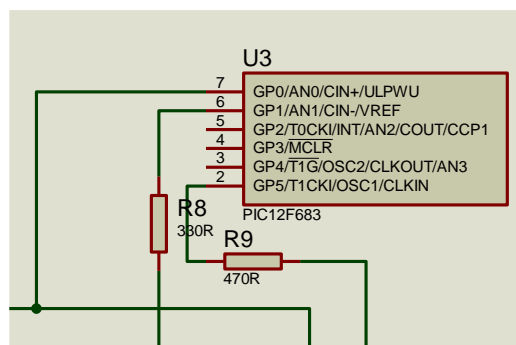 U3
7 GP0/AN0/CIN+/ULPWU
6 GP1/AN1/CIN-/VREF
5 GP2/T0CKI/INT/AN2/COUT/CCP1
4 GP3/MCLR
3 GP4/T1G/OSC2/CLKOUT/AN3
2 GP5/T1CKI/OSC1/CLKIN
PIC12F683
R8
330R
R9
470R